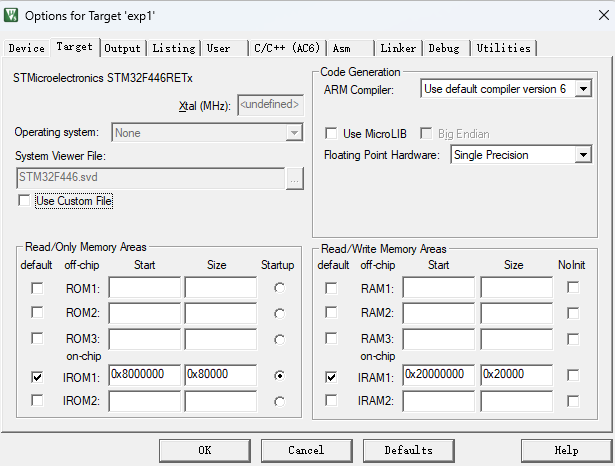 Options for Target 'exp1'
Device Target Output Listing User C/C++ (AC6) Asm Linker Debug Utilities
STMicroelectronics STM32F446RETx
Xtal (MHz): <undefined>
Operating system: None
System Viewer File:
STM32F446.svd ...
Use Custom File
Code Generation
ARM Compiler: Use default compiler version 6
Use MicroLIB Big Endian
Floating Point Hardware: Single Precision
Read/Only Memory Areas
default off-chip Start Size Startup
ROM1:
ROM2:
ROM3:
on-chip
IROM1: 0x8000000 0x80000
IROM2:
Read/Write Memory Areas
default off-chip Start Size NoInit
RAM1:
RAM2:
RAM3:
on-chip
IRAM1: 0x20000000 0x20000
IRAM2:
OK Cancel Defaults Help